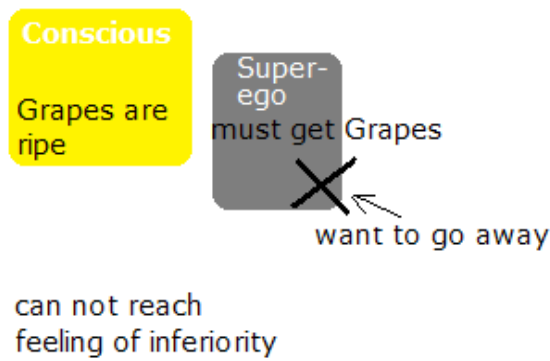 Conscious
Grapes are
ripe
Super-
ego
must get Grapes
want to go away
can not reach
feeling of inferiority